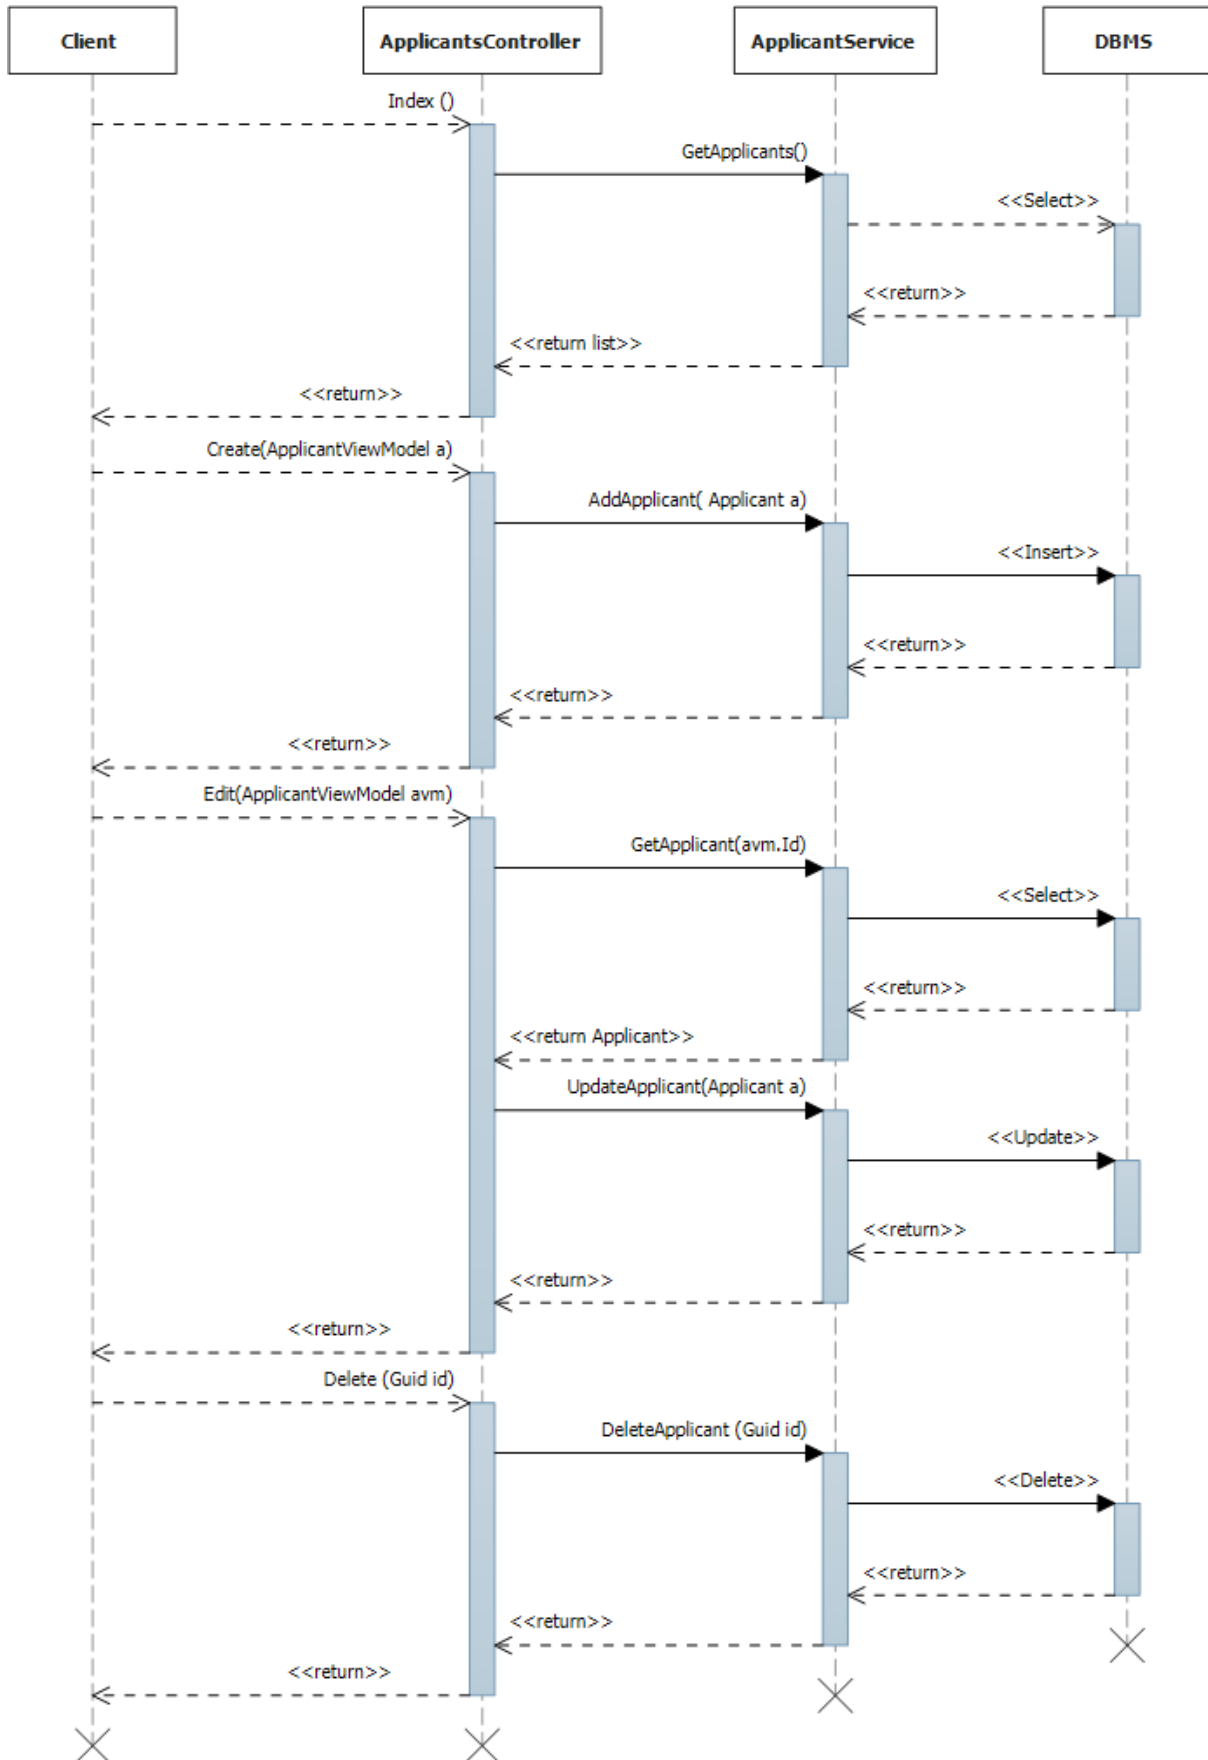 Client
ApplicantsController
ApplicantService
DBMS
Index ()
GetApplicants()
<<Select>>
<<return>>
<<return list>>
<<return>>
Create(ApplicantViewModel a)
AddApplicant( Applicant a)
<<Insert>>
<<return>>
<<return>>
<<return>>
Edit(ApplicantViewModel avm)
GetApplicant(avm.Id)
<<Select>>
<<return>>
<<return Applicant>>
UpdateApplicant(Applicant a)
<<Update>>
<<return>>
<<return>>
<<return>>
Delete (Guid id)
DeleteApplicant (Guid id)
<<Delete>>
<<return>>
<<return>>
<<return>>